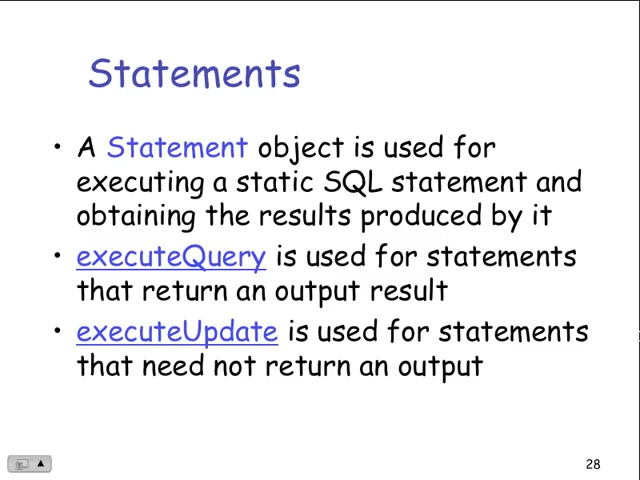 Statements
• A Statement object is used for
executing a static SQL statement and
obtaining the results produced by it
• executeQuery is used for statements
that return an output result
• executeUpdate is used for statements
that need not return an output
28